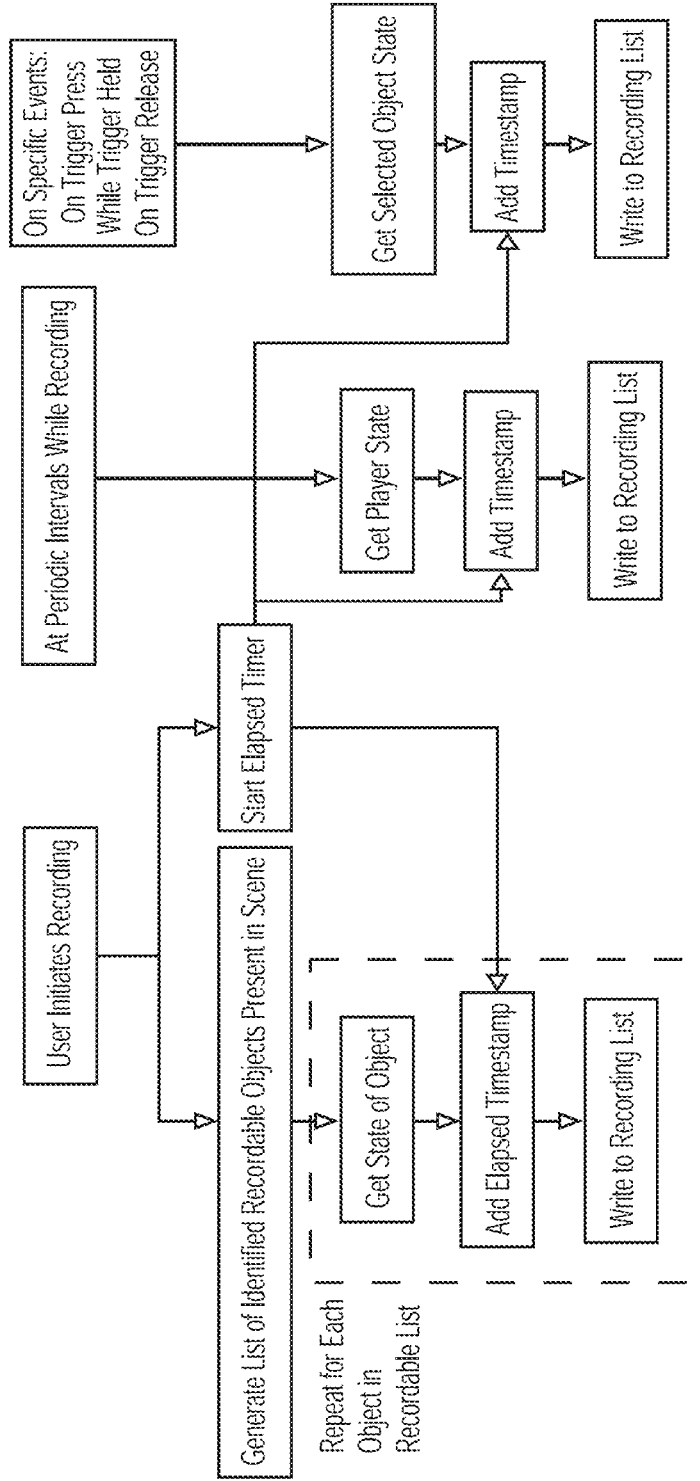 User Initiates Recording
Generate List of Identified Recordable Objects Present in Scene
Start Elapsed Timer
Repeat for Each
Object in
Recordable List
Get State of Object
Add Elapsed Timestamp
Write to Recording List
At Periodic Intervals While Recording
Get Player State
Add Timestamp
Write to Recording List
On Specific Events:
On Trigger Press
While Trigger Held
On Trigger Release
Get Selected Object State
Add Timestamp
Write to Recording List